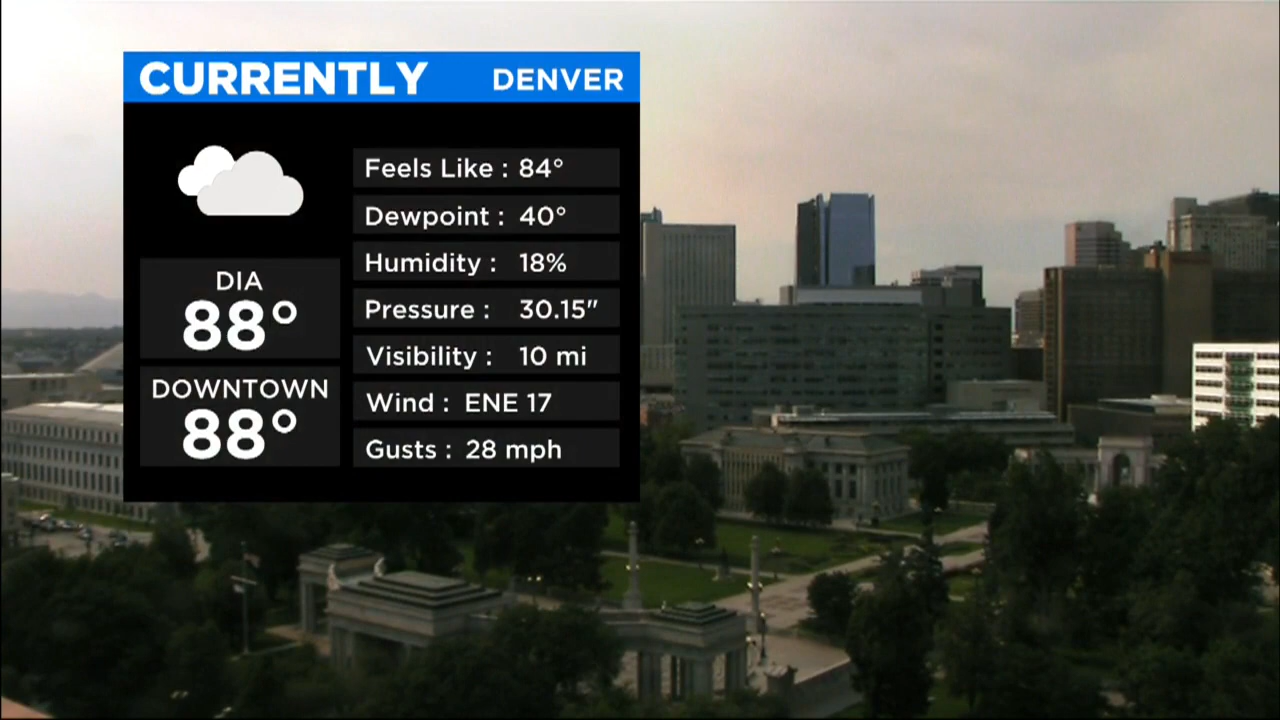 CURRENTLY DENVER
DIA
88°
DOWNTOWN
88°
Feels Like : 84°
Dewpoint : 40°
Humidity : 18%
Pressure : 30.15"
Visibility : 10 mi
Wind : ENE 17
Gusts : 28 mph